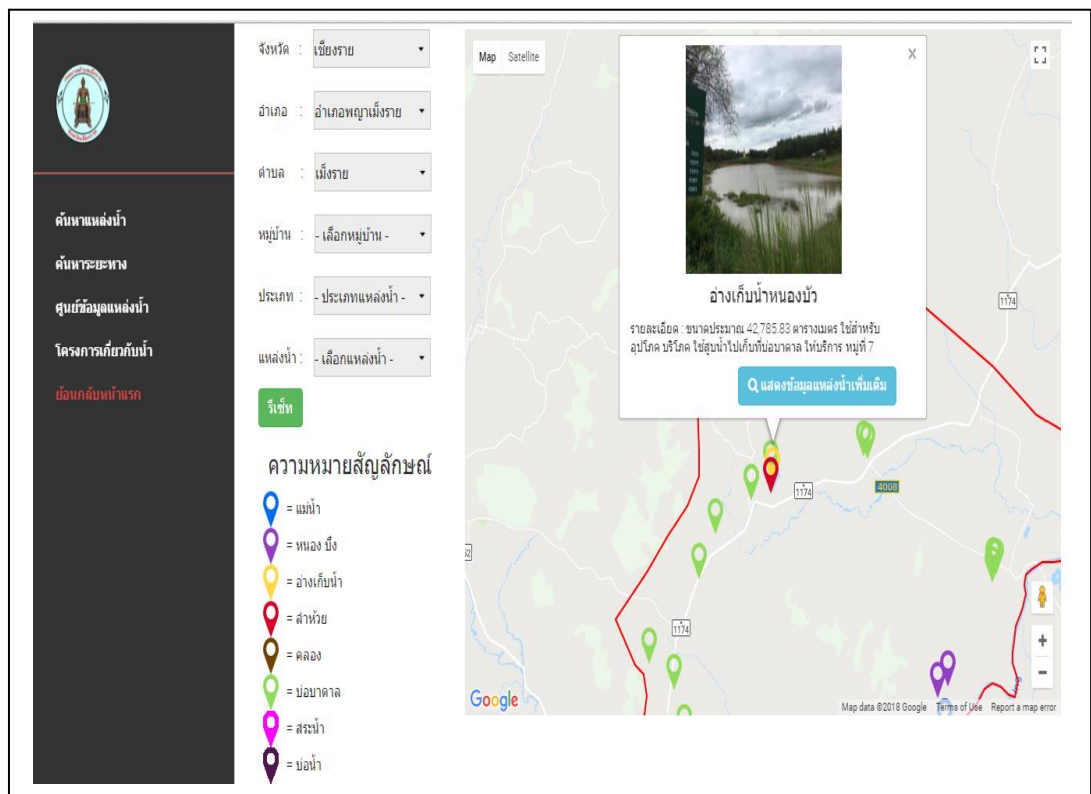 ค้นหาแหล่งน้ำ
ค้นหาระยะทาง
ศูนย์ข้อมูลแหล่งน้ำ
โครงการเกี่ยวกับน้ำ
ย้อนกลับหน้าแรก
จังหวัด : เชียงราย
อำเภอ : อำเภอพญาเม็งราย
ตำบล : เม็งราย
หมู่บ้าน : - เลือกหมู่บ้าน -
ประเภท : - ประเภทแหล่งน้ำ -
แหล่งน้ำ : - เลือกแหล่งน้ำ -
รีเซ็ท
ความหมายสัญลักษณ์
= แม่น้ำ
= หนอง บึง
= อ่างเก็บน้ำ
= ลำห้วย
= คลอง
= บ่อบาดาล
= สระน้ำ
= บ่อน้ำ
Map Satellite
X
อ่างเก็บน้ำหนองบัว
รายละเอียด : ขนาดประมาณ 42,785.83 ตารางเมตร ใช้สำหรับ
อุปโภค บริโภค ใช้สูบน้ำไปเก็บที่บ่อบาดาล ให้บริการ หมู่ที่ 7
แสดงข้อมูลแหล่งน้ำเพิ่มเติม
1174
1174
4008
1174
+
−
Google
Map data ©2018 Google Terms of Use Report a map error